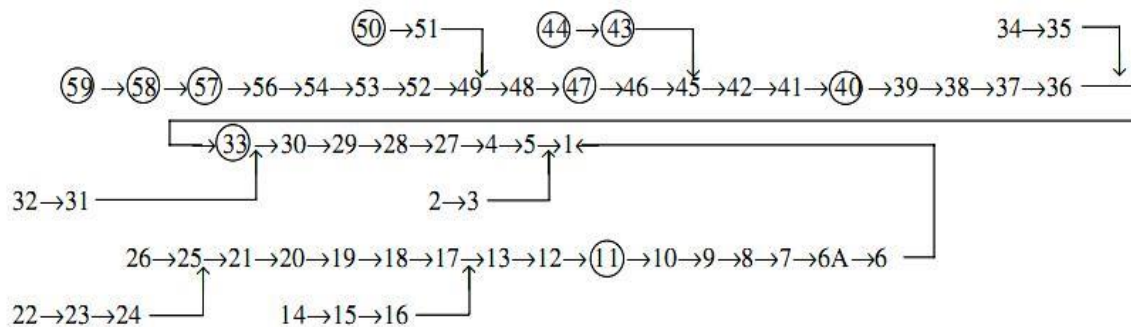 50 →51 44 → 43 34→35
59 → 58 → 57 →56→54→53→52→49→48→ 47 →46→45→42→41→ 40 →39→38→37→36
→ 33 →30→29→28→27→4→5→1←
32→31 2→3
26→25→21→20→19→18→17→13→12→ 11 →10→9→8→7→6A→6
22→23→24 14→15→16